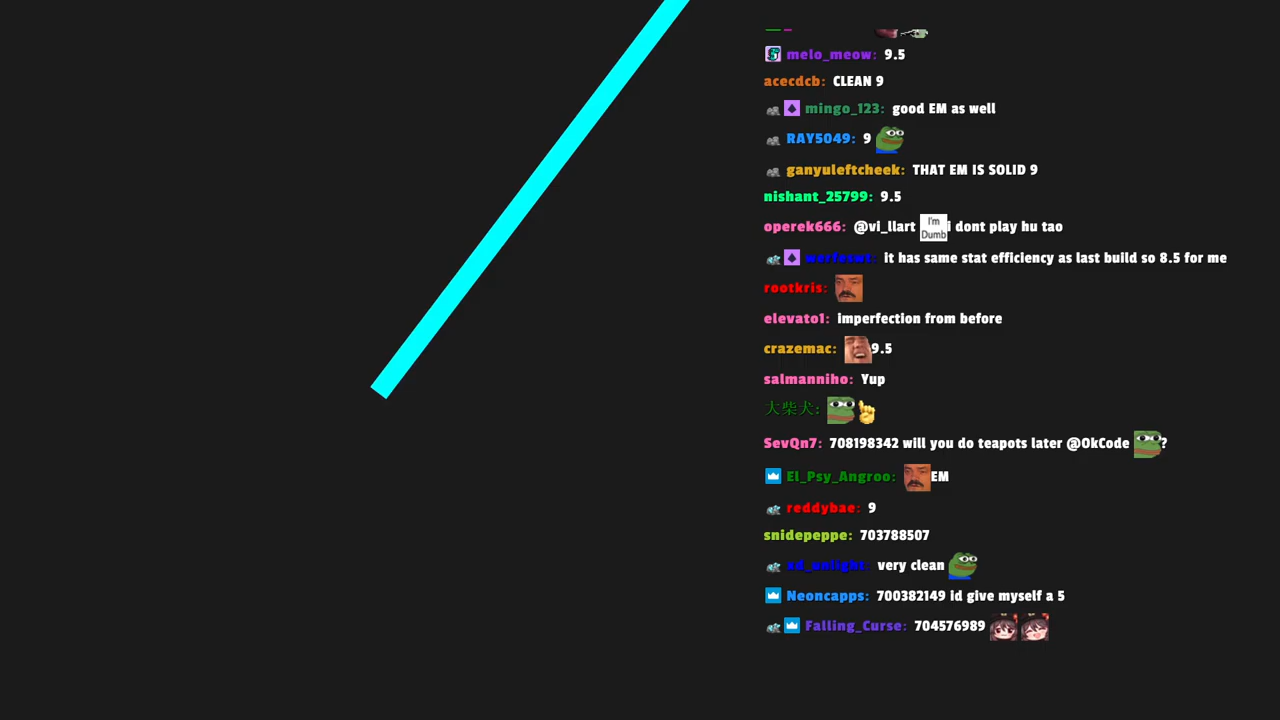 melo_meow: 9.5
acecdcb: CLEAN 9
mingo_123: good EM as well
RAY5049: 9
ganyuleftcheek: THAT EM IS SOLID 9
nishant_25799: 9.5
operek666: @vi_llart I'm Dumb i dont play hu tao
werfeswt: it has same stat efficiency as last build so 8.5 for me
rootkris:
elevato1: imperfection from before
crazemac: 9.5
salmanniho: Yup
大柴犬:
SevQn7: 708198342 will you do teapots later @OkCode ?
El_Psy_Angroo: EM
reddybae: 9
snidepeppe: 703788507
xd_unlight: very clean
Neoncapps: 700382149 id give myself a 5
Falling_Curse: 704576989